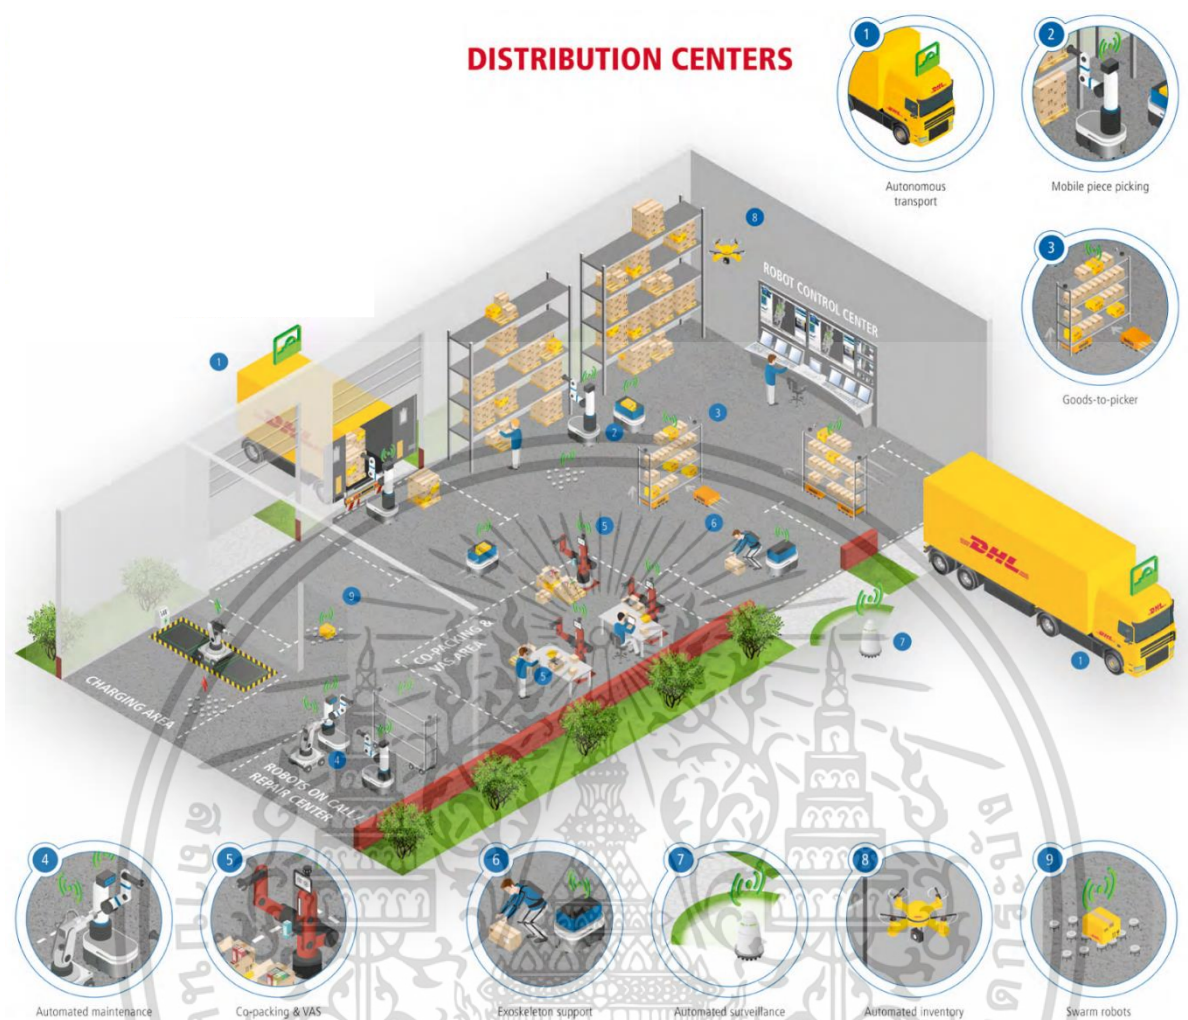 DISTRIBUTION CENTERS
1
Autonomous
transport
2
Mobile piece picking
3
Goods-to-picker
8
ROBOT CONTROL CENTER
1
DHL
2
3
5
6
9
CO-PACKING &
VAS AREA
5
CHARGING AREA
4
ROBOTS ON CALL /
REPAIR CENTER
DHL
DHL
7
1
4
Automated maintenance
5
Co-packing & VAS
6
Exoskeleton support
7
Automated surveillance
8
Automated inventory
9
Swarm robots